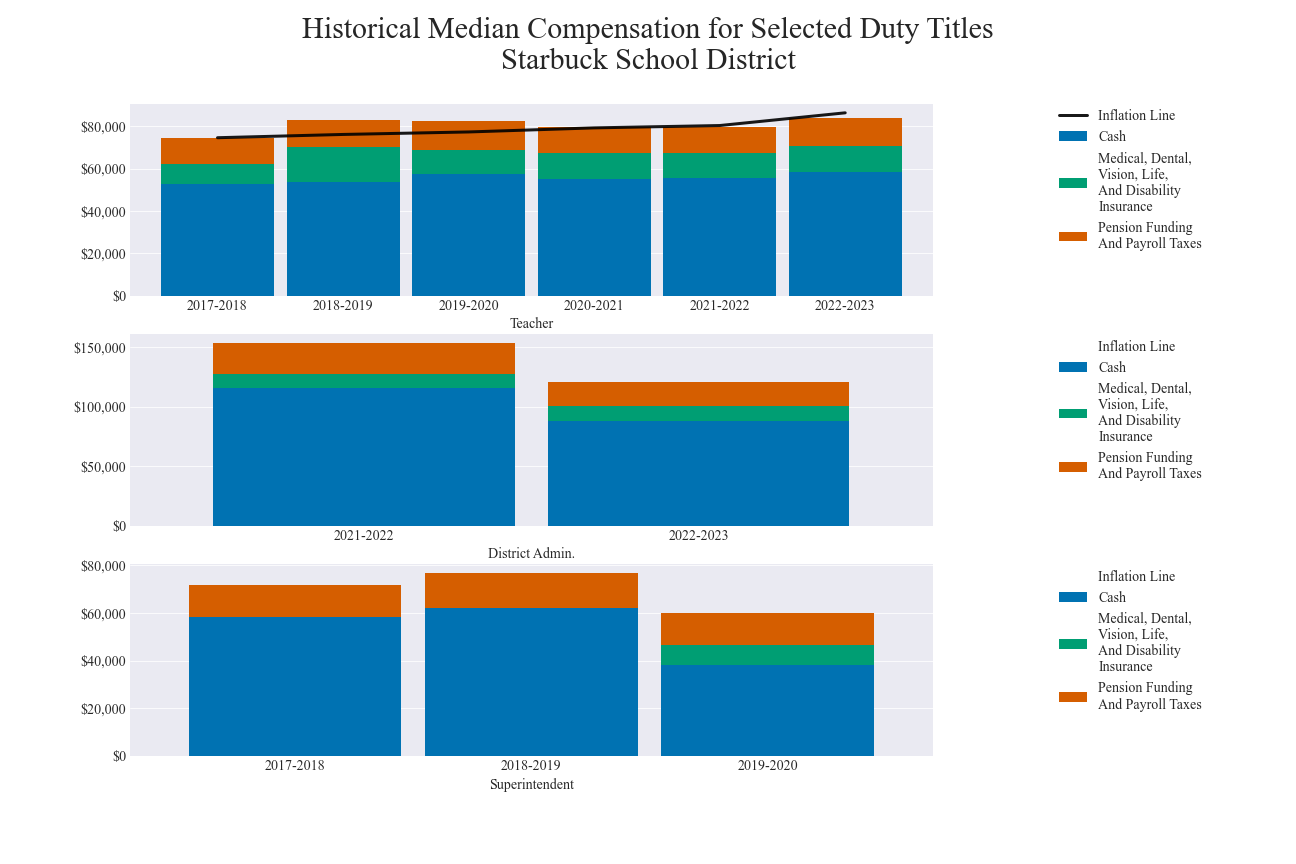 Historical Median Compensation for Selected Duty Titles
Starbuck School District
$80,000
$60,000
$40,000
$20,000
$0
2017-2018 2018-2019 2019-2020 2020-2021 2021-2022 2022-2023
Teacher
Inflation Line
Cash
Medical, Dental,
Vision, Life,
And Disability
Insurance
Pension Funding
And Payroll Taxes
$150,000
$100,000
$50,000
$0
2021-2022 2022-2023
District Admin.
Inflation Line
Cash
Medical, Dental,
Vision, Life,
And Disability
Insurance
Pension Funding
And Payroll Taxes
$80,000
$60,000
$40,000
$20,000
$0
2017-2018 2018-2019 2019-2020
Superintendent
Inflation Line
Cash
Medical, Dental,
Vision, Life,
And Disability
Insurance
Pension Funding
And Payroll Taxes